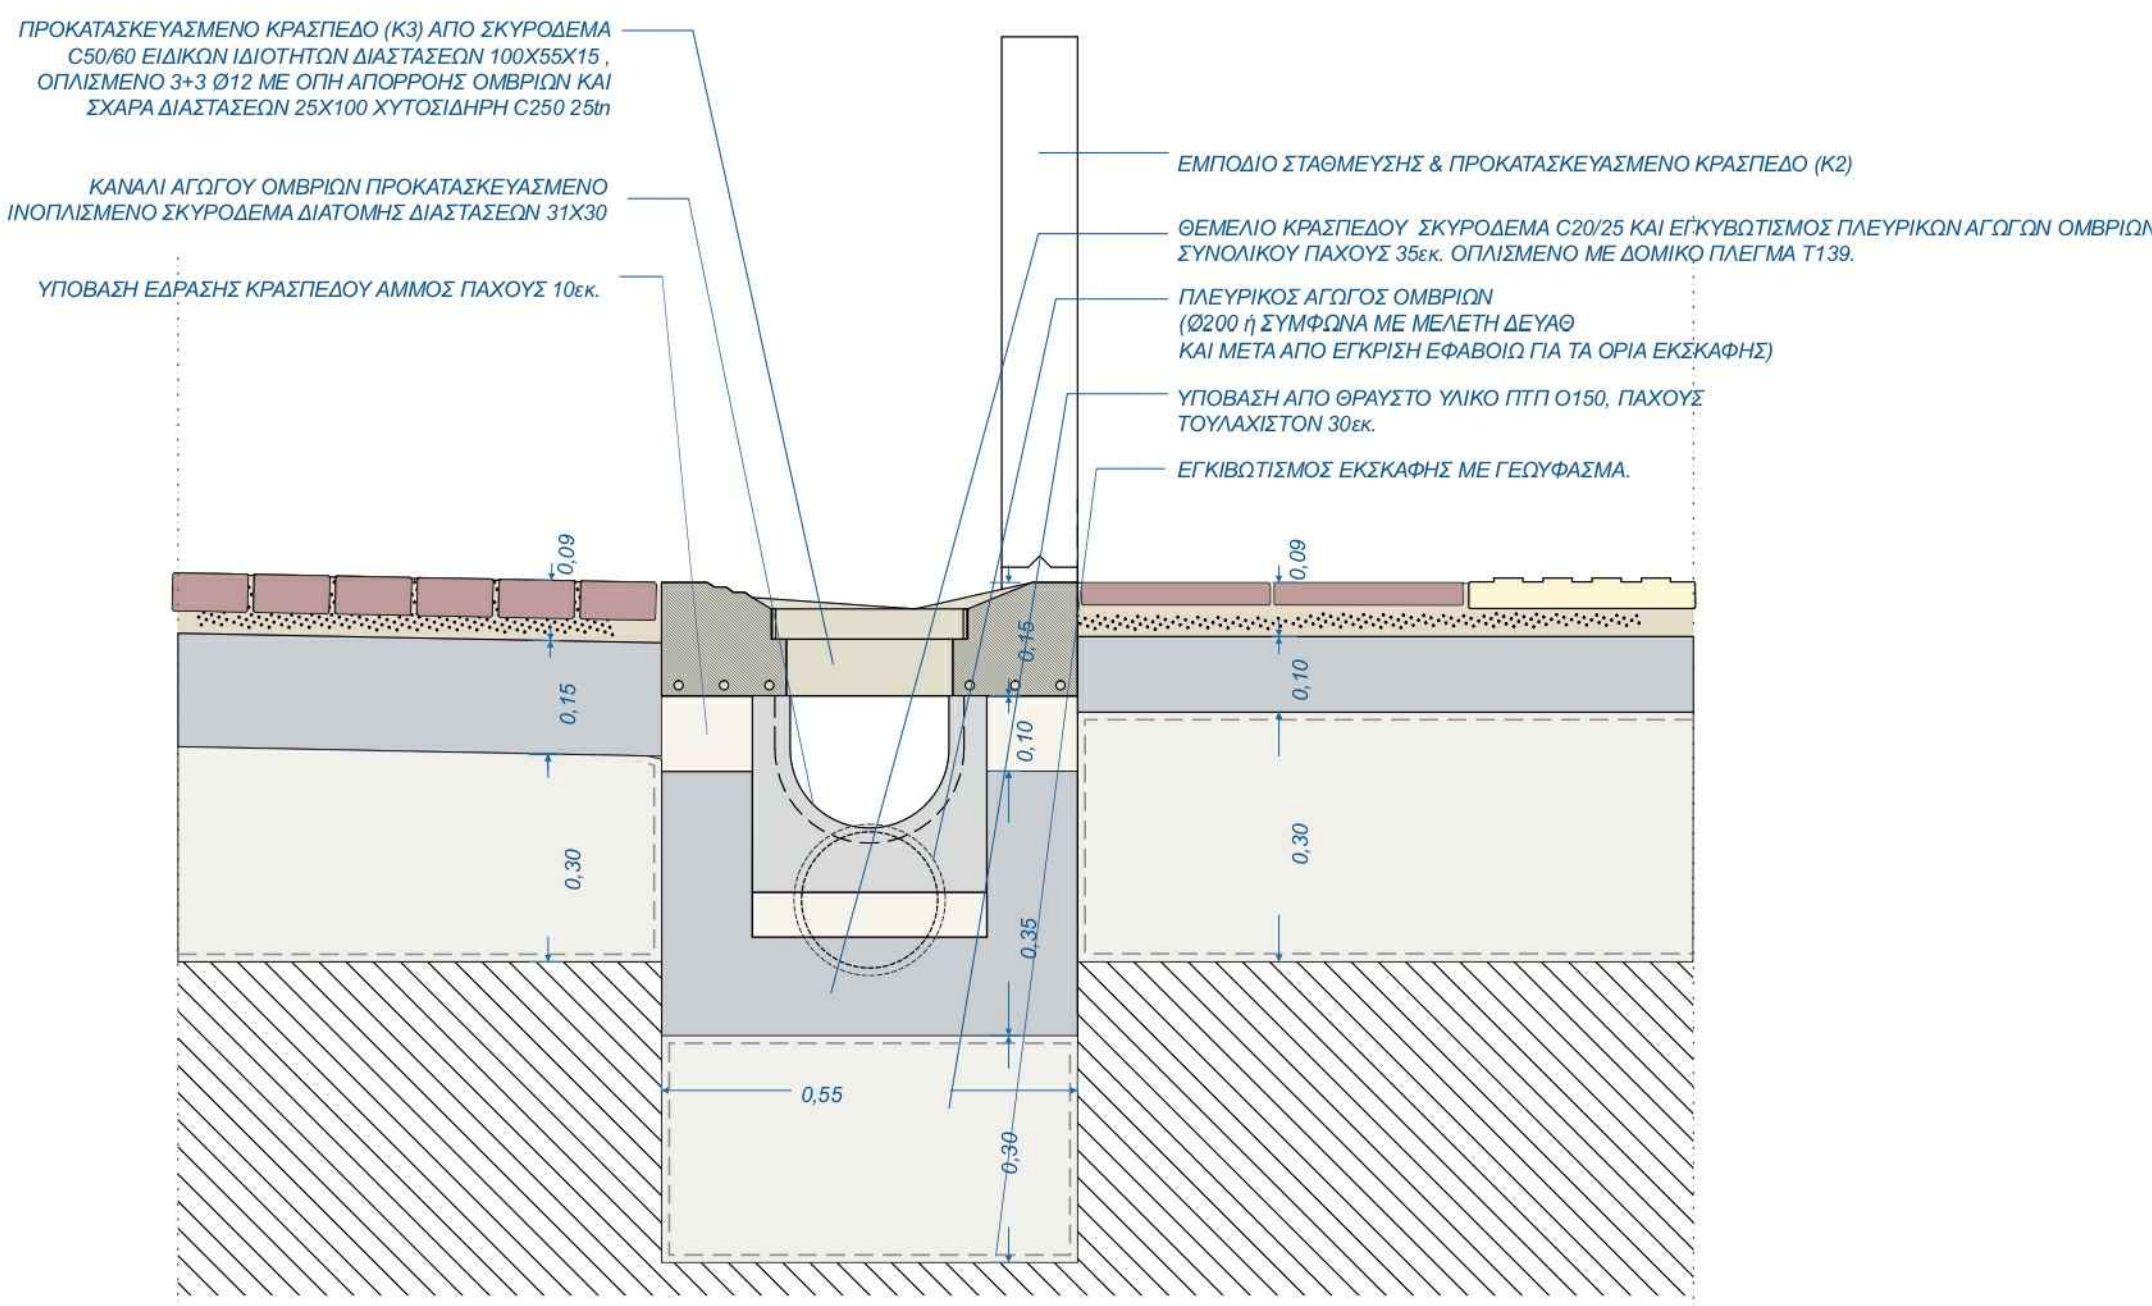 ΠΡΟΚΑΤΑΣΚΕΥΑΣΜΕΝΟ ΚΡΑΣΠΕΔΟ (Κ3) ΑΠΟ ΣΚΥΡΟΔΕΜΑ
C50/60 ΕΙΔΙΚΩΝ ΙΔΙΟΤΗΤΩΝ ΔΙΑΣΤΑΣΕΩΝ 100Χ55Χ15 ,
ΟΠΛΙΣΜΕΝΟ 3+3 Ø12 ΜΕ ΟΠΗ ΑΠΟΡΡΟΗΣ ΟΜΒΡΙΩΝ ΚΑΙ
ΣΧΑΡΑ ΔΙΑΣΤΑΣΕΩΝ 25Χ100 ΧΥΤΟΣΙΔΗΡΗ C250 25tn
ΚΑΝΑΛΙ ΑΓΩΓΟΥ ΟΜΒΡΙΩΝ ΠΡΟΚΑΤΑΣΚΕΥΑΣΜΕΝΟ
ΙΝΟΠΛΙΣΜΕΝΟ ΣΚΥΡΟΔΕΜΑ ΔΙΑΤΟΜΗΣ ΔΙΑΣΤΑΣΕΩΝ 31Χ30
ΥΠΟΒΑΣΗ ΕΔΡΑΣΗΣ ΚΡΑΣΠΕΔΟΥ ΑΜΜΟΣ ΠΑΧΟΥΣ 10εκ.
ΕΜΠΟΔΙΟ ΣΤΑΘΜΕΥΣΗΣ & ΠΡΟΚΑΤΑΣΚΕΥΑΣΜΕΝΟ ΚΡΑΣΠΕΔΟ (Κ2)
ΘΕΜΕΛΙΟ ΚΡΑΣΠΕΔΟΥ ΣΚΥΡΟΔΕΜΑ C20/25 ΚΑΙ ΕΓΚΥΒΩΤΙΣΜΟΣ ΠΛΕΥΡΙΚΩΝ ΑΓΩΓΩΝ ΟΜΒΡΙΩΝ
ΣΥΝΟΛΙΚΟΥ ΠΑΧΟΥΣ 35εκ. ΟΠΛΙΣΜΕΝΟ ΜΕ ΔΟΜΙΚΟ ΠΛΕΓΜΑ Τ139.
ΠΛΕΥΡΙΚΟΣ ΑΓΩΓΟΣ ΟΜΒΡΙΩΝ
(Ø200 ή ΣΥΜΦΩΝΑ ΜΕ ΜΕΛΕΤΗ ΔΕΥΑΘ
ΚΑΙ ΜΕΤΑ ΑΠΟ ΕΓΚΡΙΣΗ ΕΦΑΒΟΙΩ ΓΙΑ ΤΑ ΟΡΙΑ ΕΚΣΚΑΦΗΣ)
ΥΠΟΒΑΣΗ ΑΠΟ ΘΡΑΥΣΤΟ ΥΛΙΚΟ ΠΤΠ Ο150, ΠΑΧΟΥΣ
ΤΟΥΛΑΧΙΣΤΟΝ 30εκ.
ΕΓΚΙΒΩΤΙΣΜΟΣ ΕΚΣΚΑΦΗΣ ΜΕ ΓΕΩΥΦΑΣΜΑ.
0,09
0,15
0,30
0,15
0,10
0,35
0,55
0,30
0,09
0,10
0,30